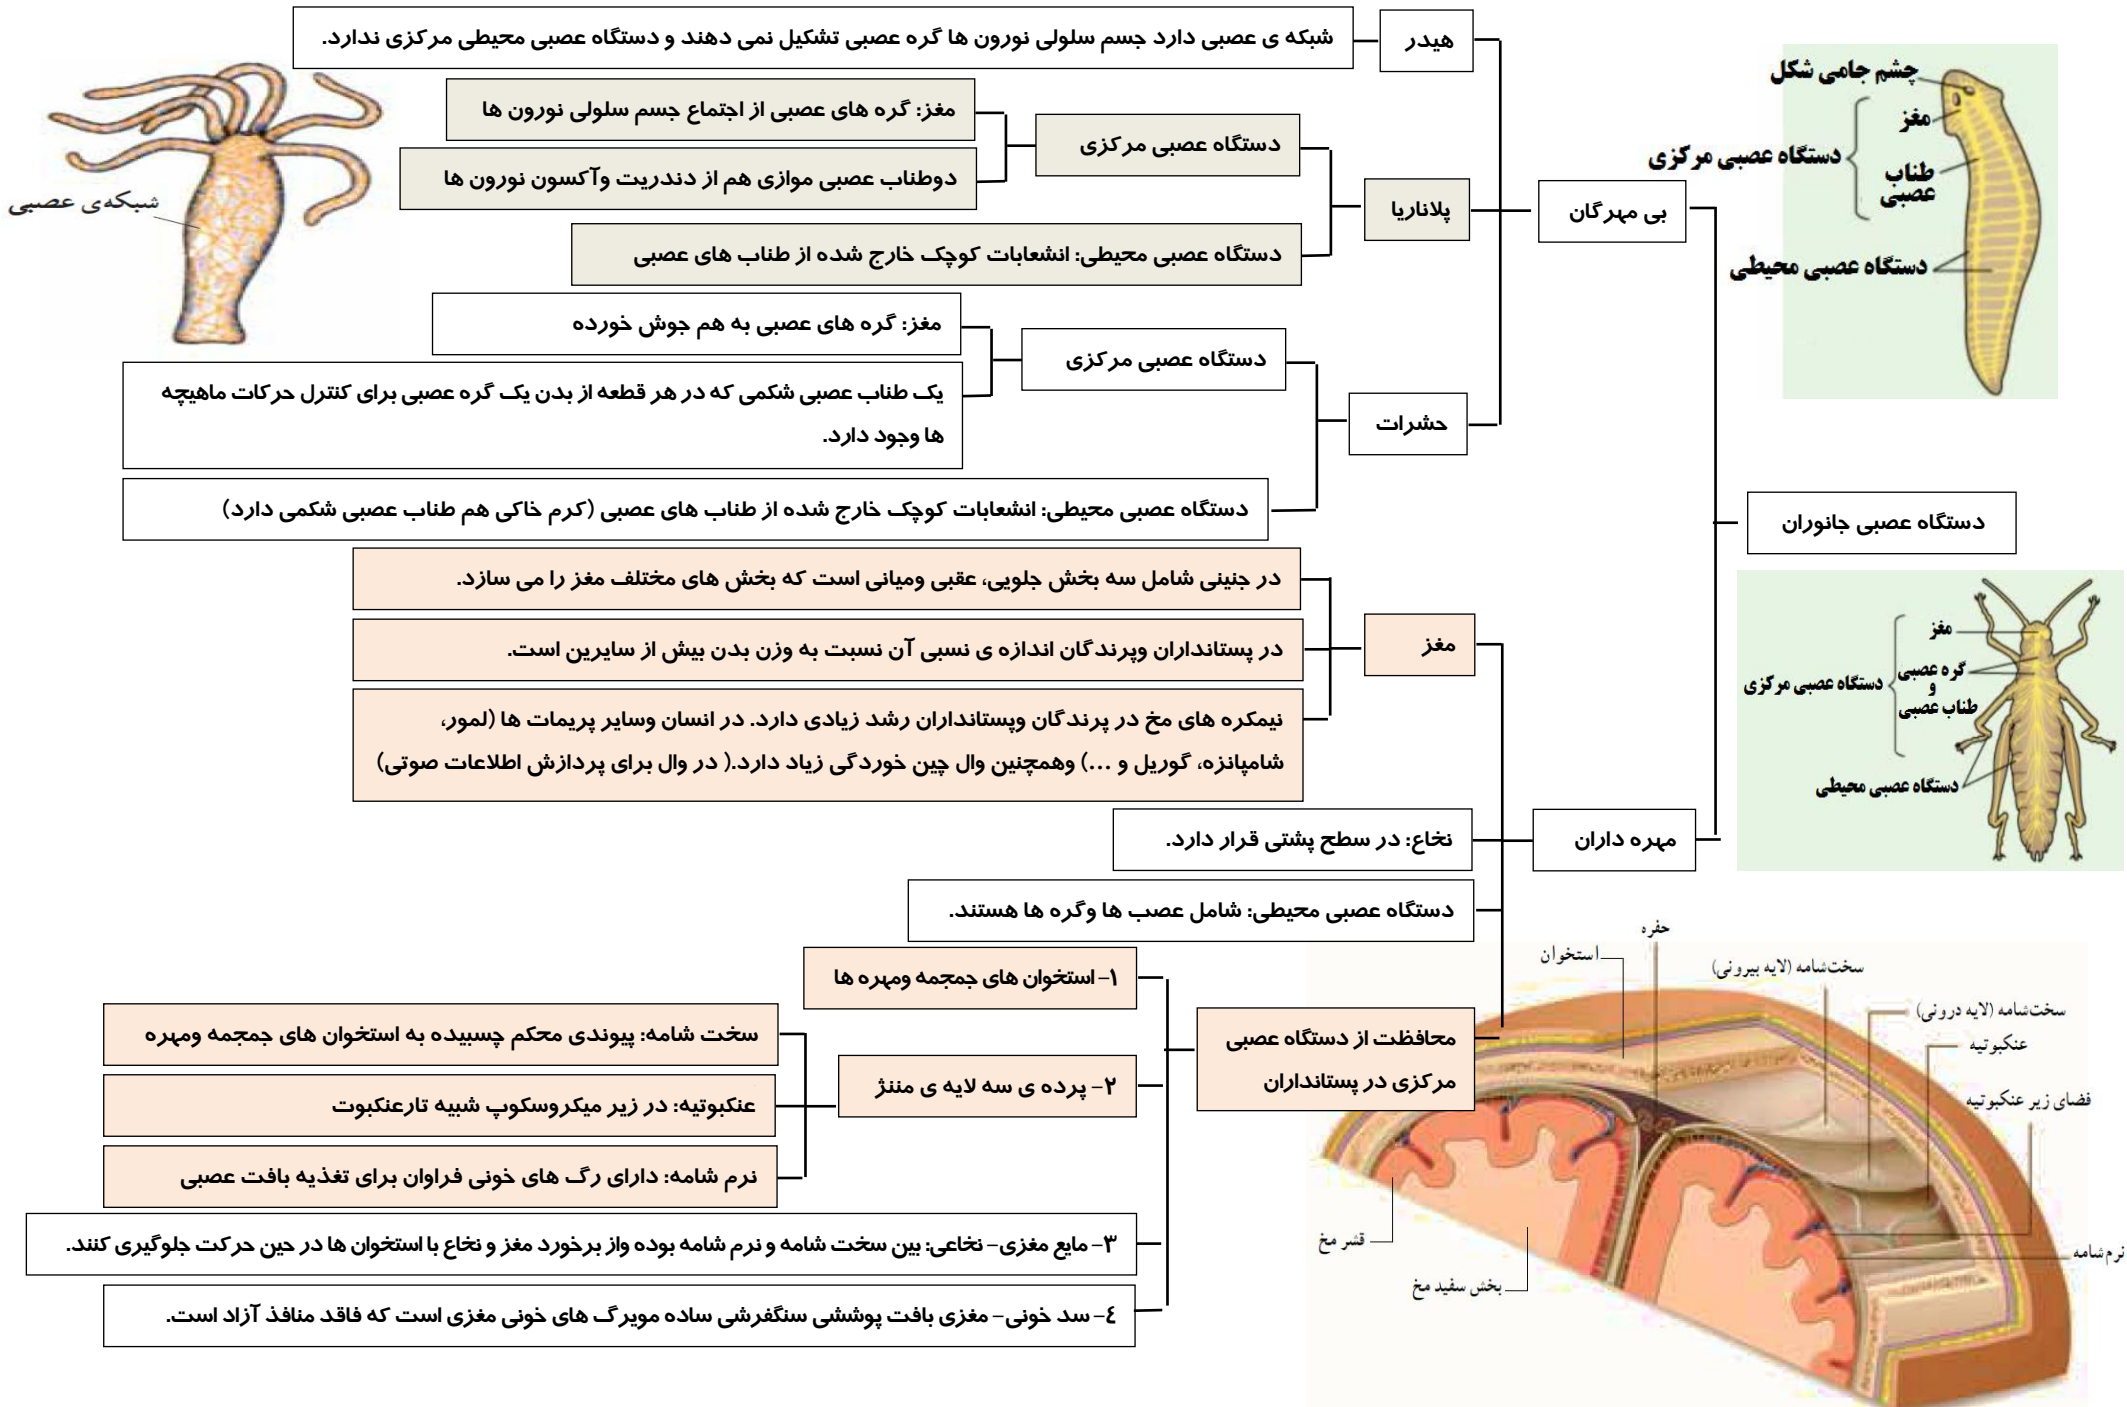 دستگاه عصبی جانوران
بی مهرگان
هیدر
شبکه ی عصبی دارد جسم سلولی نورون ها گره عصبی تشکیل نمی دهند و دستگاه عصبی محیطی مرکزی ندارد.
پلاناریا
دستگاه عصبی مرکزی
مغز: گره های عصبی از اجتماع جسم سلولی نورون ها
دوطناب عصبی موازی هم از دندریت وآکسون نورون ها
دستگاه عصبی محیطی: انشعابات کوچک خارج شده از طناب های عصبی
حشرات
دستگاه عصبی مرکزی
مغز: گره های عصبی به هم جوش خورده
یک طناب عصبی شکمی که در هر قطعه از بدن یک گره عصبی برای کنترل حرکات ماهیچه
ها وجود دارد.
دستگاه عصبی محیطی: انشعابات کوچک خارج شده از طناب های عصبی (کرم خاکی هم طناب عصبی شکمی دارد)
مهره داران
مغز
در جنینی شامل سه بخش جلویی، عقبی ومیانی است که بخش های مختلف مغز را می سازد.
در پستانداران وپرندگان اندازه ی نسبی آن نسبت به وزن بدن بیش از سایرین است.
نیمکره های مخ در پرندگان وپستانداران رشد زیادی دارد. در انسان وسایر پریمات ها (لمور،
شامپانزه، گوریل و ...) وهمچنین وال چین خوردگی زیاد دارد.( در وال برای پردازش اطلاعات صوتی)
نخاع: در سطح پشتی قرار دارد.
دستگاه عصبی محیطی: شامل عصب ها وگره ها هستند.
محافظت از دستگاه عصبی
مرکزی در پستانداران
۱- استخوان های جمجمه ومهره ها
۲- پرده ی سه لایه ی مننژ
سخت شامه: پیوندی محکم چسبیده به استخوان های جمجمه ومهره
عنکبوتیه: در زیر میکروسکوپ شبیه تارعنکبوت
نرم شامه: دارای رگ های خونی فراوان برای تغذیه بافت عصبی
۳- مایع مغزی- نخاعی: بین سخت شامه و نرم شامه بوده واز برخورد مغز و نخاع با استخوان ها در حین حرکت جلوگیری کنند.
٤- سد خونی- مغزی بافت پوششی سنگفرشی ساده مویرگ های خونی مغزی است که فاقد منافذ آزاد است.
شبکه‌ی عصبی
چشم جامی شکل
مغز
دستگاه عصبی مرکزی
طناب
عصبی
دستگاه عصبی محیطی
مغز
گره عصبی
و
طناب عصبی
دستگاه عصبی مرکزی
دستگاه عصبی محیطی
حفره
استخوان
سخت‌شامه (لایه بیرونی)
سخت‌شامه (لایه درونی)
عنکبوتیه
فضای زیر عنکبوتیه
نرم شامه
قشر مخ
بخش سفید مخ